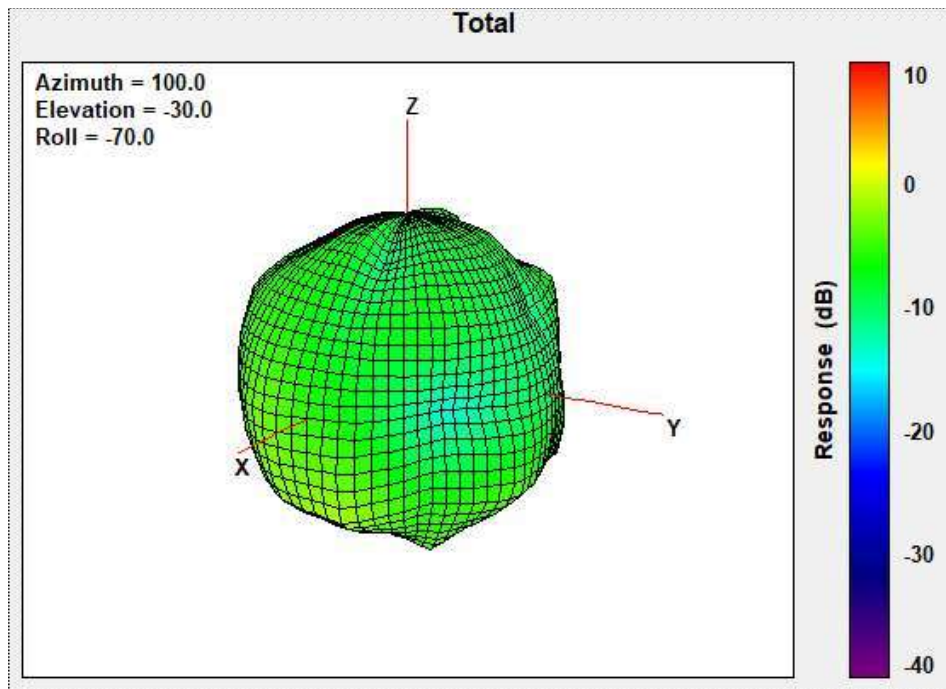 Total
Azimuth = 100.0
Elevation = -30.0
Roll = -70.0
Z
X
Y
10
0
-10
-20
-30
-40
Response (dB)